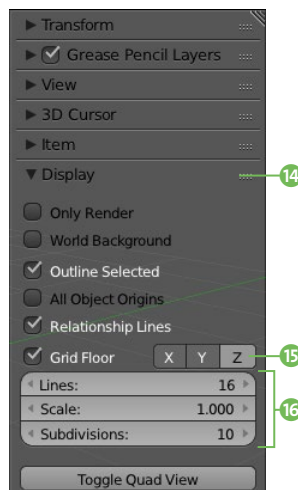 Transform
Grease Pencil Layers
View
3D Cursor
Item
Display
14
Only Render
World Background
Outline Selected
All Object Origins
Relationship Lines
Grid Floor X Y Z
15
Lines: 16
16
Scale: 1.000
Subdivisions: 10
Toggle Quad View